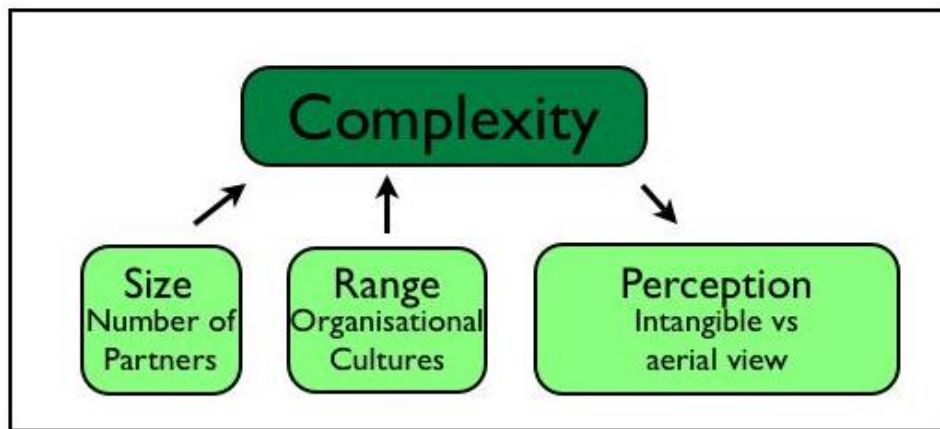 Complexity
Size
Number of
Partners
Range
Organisational
Cultures
Perception
Intangible vs
aerial view